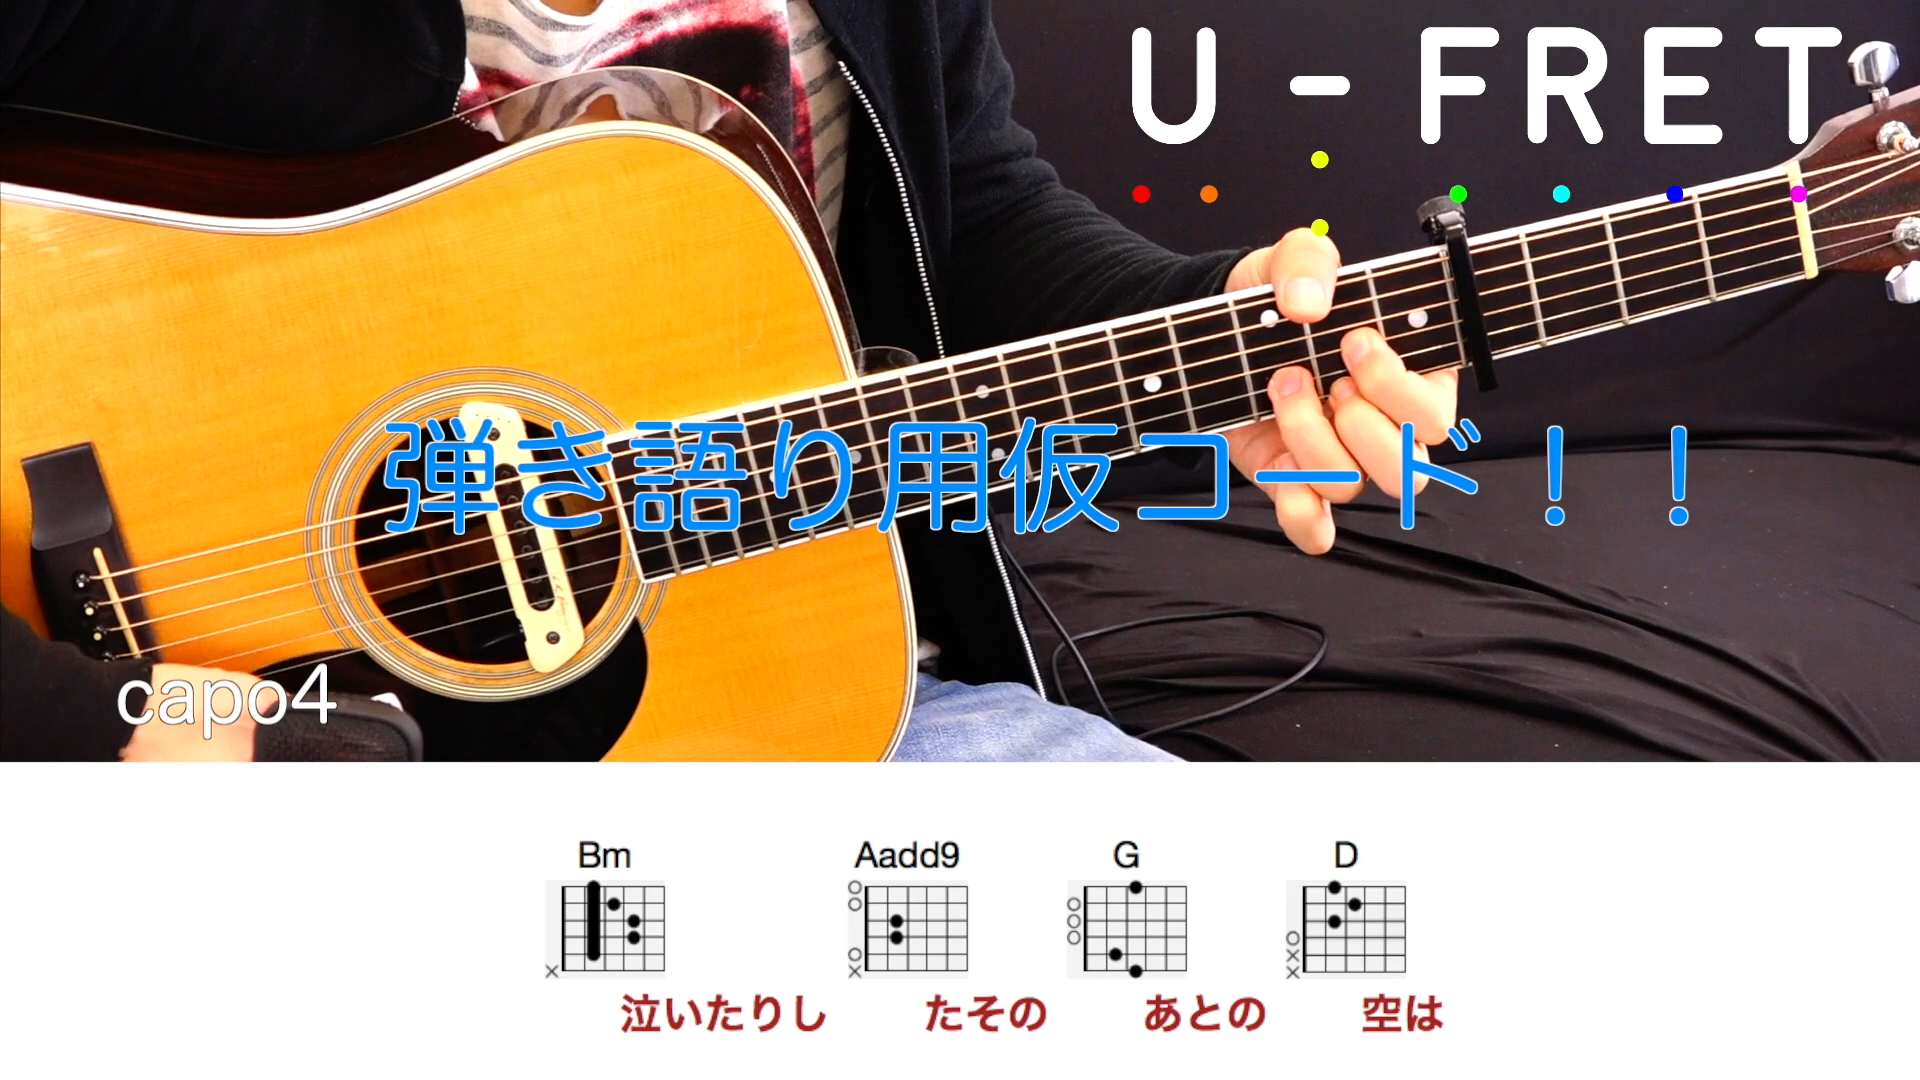 U - FRET
弾き語り用仮コード！！
capo4
Bm Aadd9 G D
泣いたりし たその あとの 空は